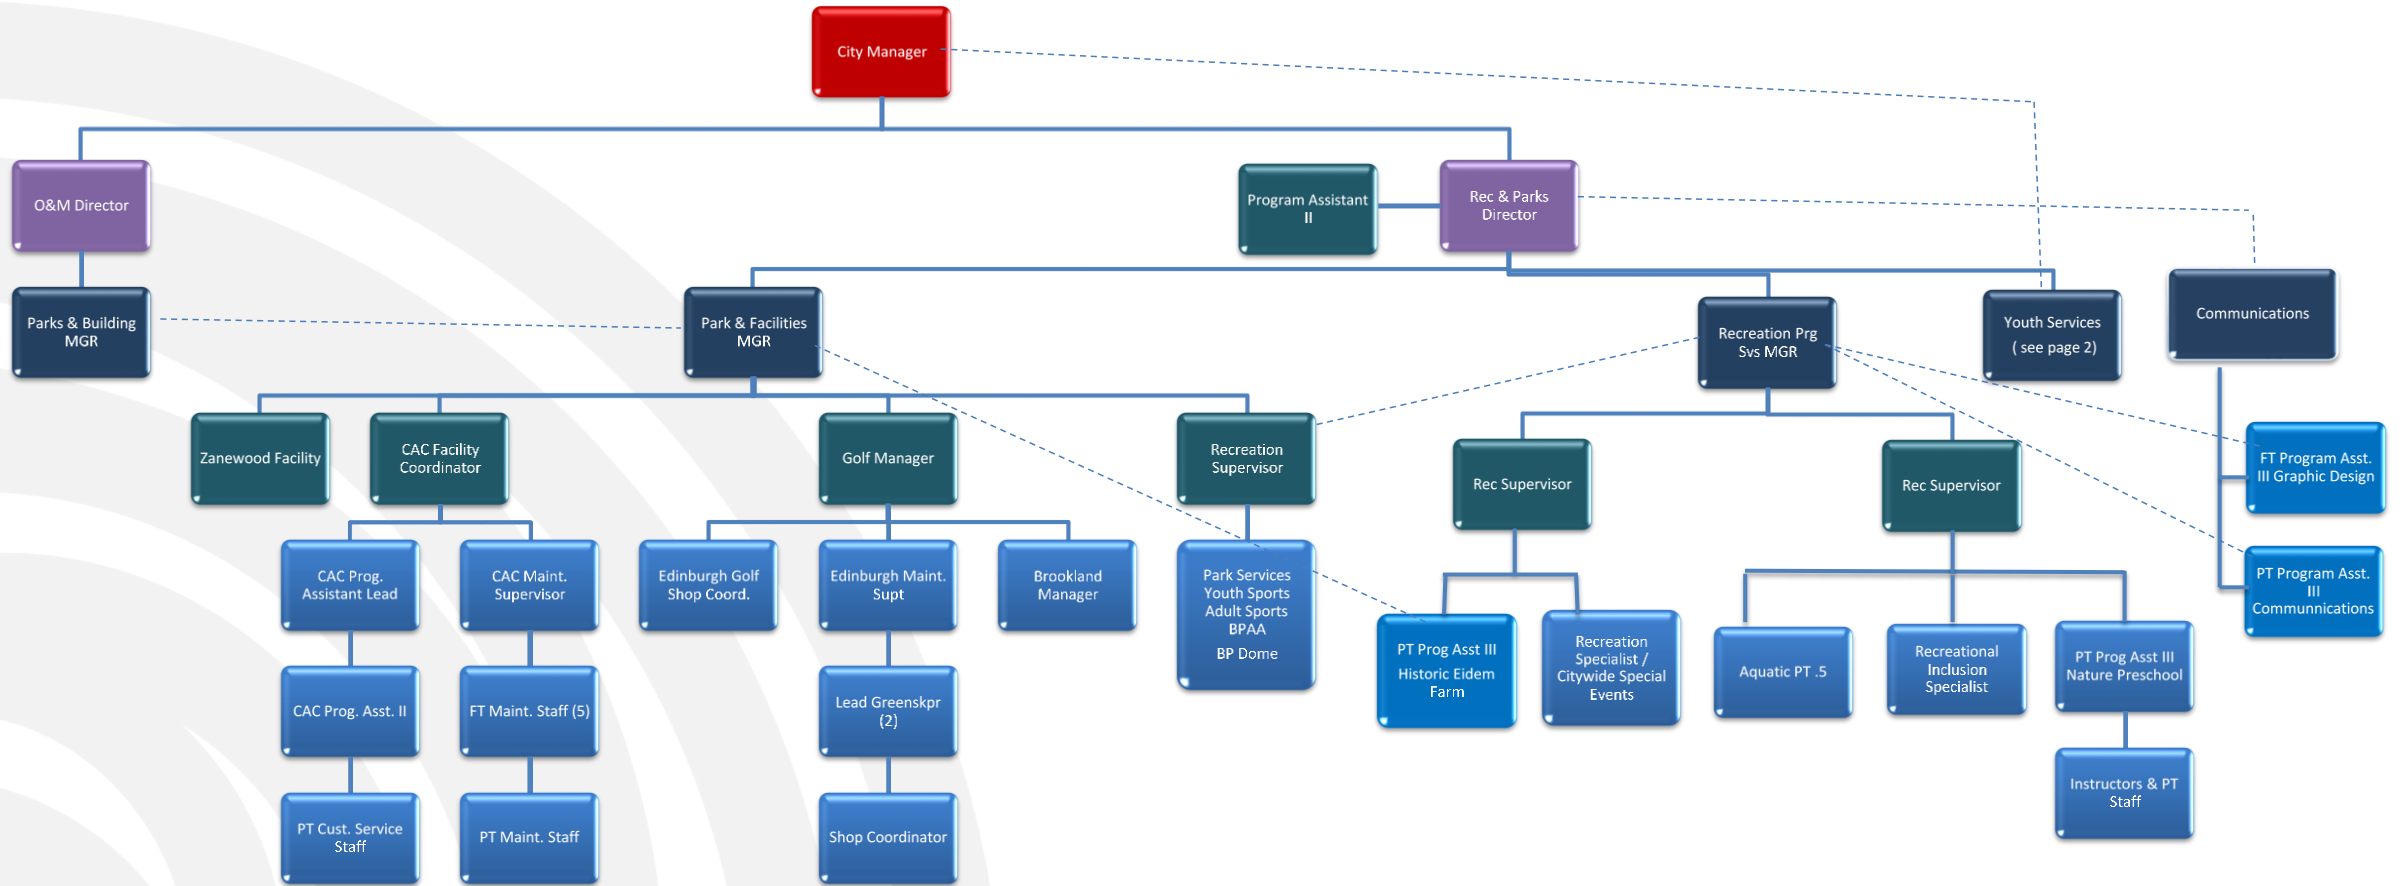 City Manager
O&M Director
Program Assistant
II
Rec & Parks
Director
Parks & Building
MGR
Park & Facilities
MGR
Recreation Prg
Svs MGR
Youth Services
( see page 2)
Communications
Zanewood Facility
CAC Facility
Coordinator
Golf Manager
Recreation
Supervisor
Rec Supervisor
Rec Supervisor
FT Program Asst.
III Graphic Design
CAC Prog.
Assistant Lead
CAC Maint.
Supervisor
Edinburgh Golf
Shop Coord.
Edinburgh Maint.
Supt
Brookland
Manager
Park Services
Youth Sports
Adult Sports
BPAA
BP Dome
PT Program Asst.
III
Communnications
PT Prog Asst III
Historic Eidem
Farm
Recreation
Specialist /
Citywide Special
Events
Aquatic PT .5
Recreational
Inclusion
Specialist
PT Prog Asst III
Nature Preschool
CAC Prog. Asst. II
FT Maint. Staff (5)
Lead Greenskpr
(2)
Instructors & PT
Staff
PT Cust. Service
Staff
PT Maint. Staff
Shop Coordinator